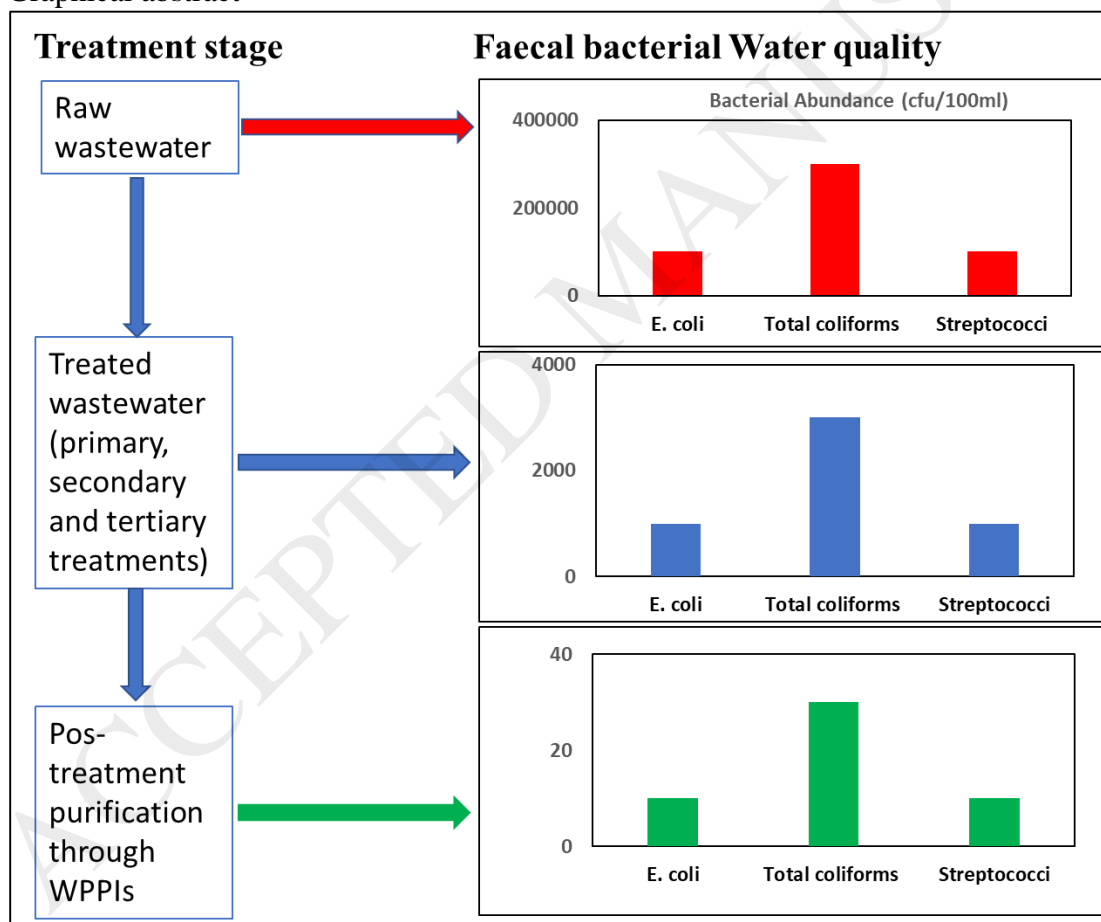 Graphical abstract
Treatment stage
Faecal bacterial Water quality
Raw
wastewater
Bacterial Abundance (cfu/100ml)
400000
200000
0
E. coli
Total coliforms
Streptococci
Treated
wastewater
(primary,
secondary
and tertiary
treatments)
4000
2000
0
E. coli
Total coliforms
Streptococci
Pos-
treatment
purification
through
WPPIs
40
20
0
E. coli
Total coliforms
Streptococci
ACCEPTED MANUS